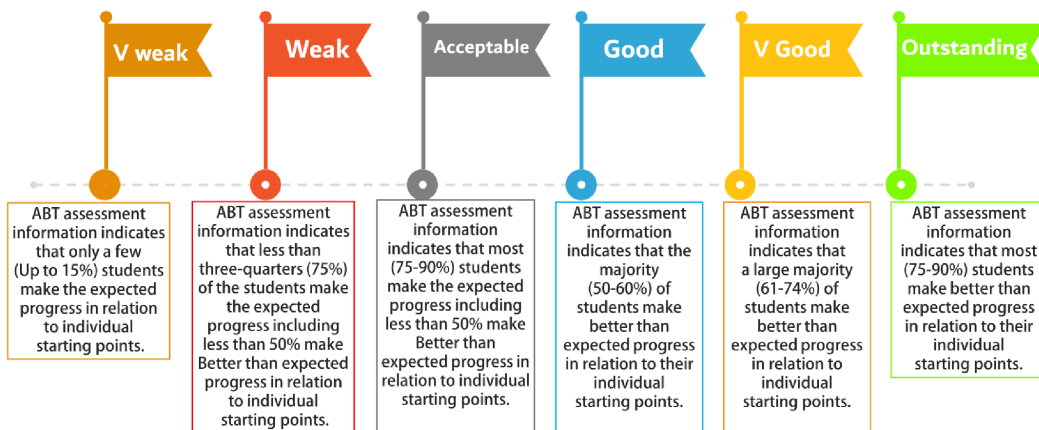 V weak
Weak
Acceptable
Good
V Good
Outstanding
ABT assessment
information indicates
that only a few
(Up to 15%) students
make the expected
progress in relation
to individual
starting points.
ABT assessment
information indicates
that less than
three-quarters (75%)
of the students make
the expected
progress including
less than 50% make
Better than expected
progress in relation
to individual
starting points.
ABT assessment
information
indicates that most
(75-90%) students
make the expected
progress including
less than 50% make
Better than
expected progress in
relation to individual
starting points.
ABT assessment
information
indicates that the
majority
(50-60%) of
students make
better than
expected progress
in relation to their
individual
starting points.
ABT assessment
information
indicates that
a large majority
(61-74%) of
students make
better than
expected progress
in relation to
individual
starting points.
ABT assessment
information
indicates that most
(75-90%) students
make better than
expected progress
in relation to their
individual
starting points.